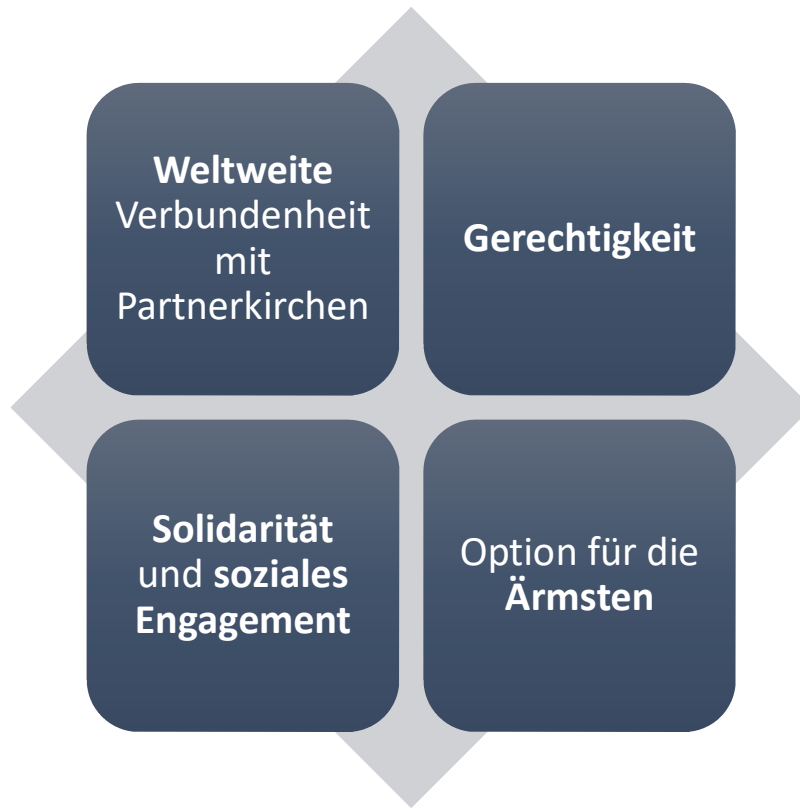 Weltweite
Verbundenheit
mit
Partnerkirchen
Gerechtigkeit
Solidarität
und soziales
Engagement
Option für die
Ärmsten